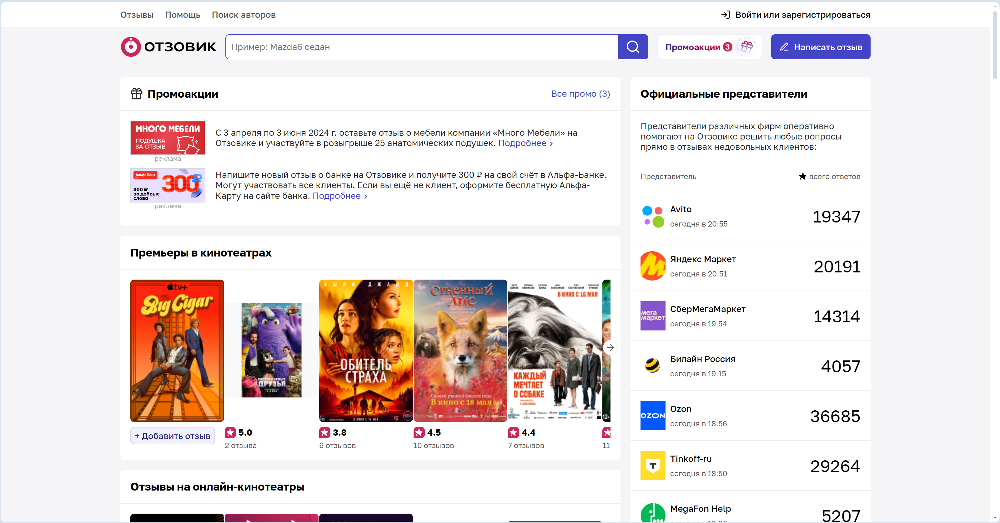 Отзывы Помощь Поиск авторов
Войти или зарегистрироваться
ОТЗОВИК
Пример: Mazda6 седан
Промоакции 3
Написать отзыв
Промоакции
Все промо (3)
МНОГО МЕБЕЛИ
ПОДУШКА
ЗА ОТЗЫВ
реклама
С 3 апреля по 3 июня 2024 г. оставьте отзыв о мебели компании «Много Мебели» на
Отзовике и участвуйте в розыгрыше 25 анатомических подушек. Подробнее ›
Альфа Банк
300 ₽
300 ₽
за добрые
слова
реклама
Напишите новый отзыв о банке на Отзовике и получите 300 ₽ на свой счёт в Альфа-Банке.
Могут участвовать все клиенты. Если вы ещё не клиент, оформите бесплатную Альфа-
Карту на сайте банка. Подробнее ›
Премьеры в кинотеатрах
tv+
The
Big Cigar
+ Добавить отзыв
ВООБРАЖАЕМЫЕ
ДРУЗЬЯ
5.0
2 отзыва
ЭШЛИ ДЖАДД
ОБИТЕЛЬ
СТРАХА
В КИНО С 16 МАЯ
18+
3.8
6 отзывов
6+
Огненный
лис
Самый рыжий фильм года
В кино с 18 мая
4.5
10 отзывов
В КИНО С 16 МАЯ
КАЖДЫЙ
МЕЧТАЕТ
О СОБАКЕ
6+
4.4
7 отзывов
12+
11
Отзывы на онлайн-кинотеатры
Официальные представители
Представители различных фирм оперативно
помогают на Отзовике решить любые вопросы
прямо в отзывах недовольных клиентов:
Представитель
всего ответов
Avito
сегодня в 20:55
19347
Яндекс Маркет
сегодня в 20:51
20191
мега
маркет
СберМегаМаркет
сегодня в 19:54
14314
Билайн Россия
сегодня в 19:15
4057
OZON
Ozon
сегодня в 18:56
36685
T
Tinkoff-ru
сегодня в 18:50
29264
MegaFon Help
5207